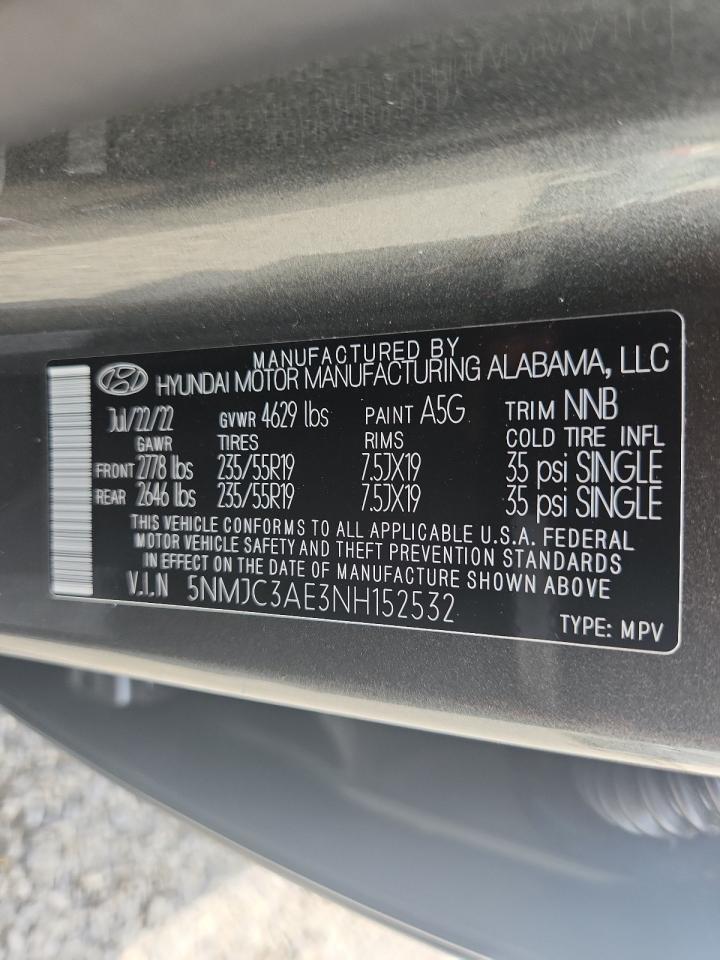 MANUFACTURED BY
HYUNDAI MOTOR MANUFACTURING ALABAMA, LLC
Jul/22/22 GVWR 4629 lbs PAINT A5G TRIM NNB
GAWR TIRES RIMS COLD TIRE INFL
FRONT 2778 lbs 235/55R19 7.5JX19 35 psi SINGLE
REAR 2646 lbs 235/55R19 7.5JX19 35 psi SINGLE
THIS VEHICLE CONFORMS TO ALL APPLICABLE U.S.A. FEDERAL
MOTOR VEHICLE SAFETY AND THEFT PREVENTION STANDARDS
IN EFFECT ON THE DATE OF MANUFACTURE SHOWN ABOVE
V.I.N 5NMJC3AE3NH152532
TYPE: MPV